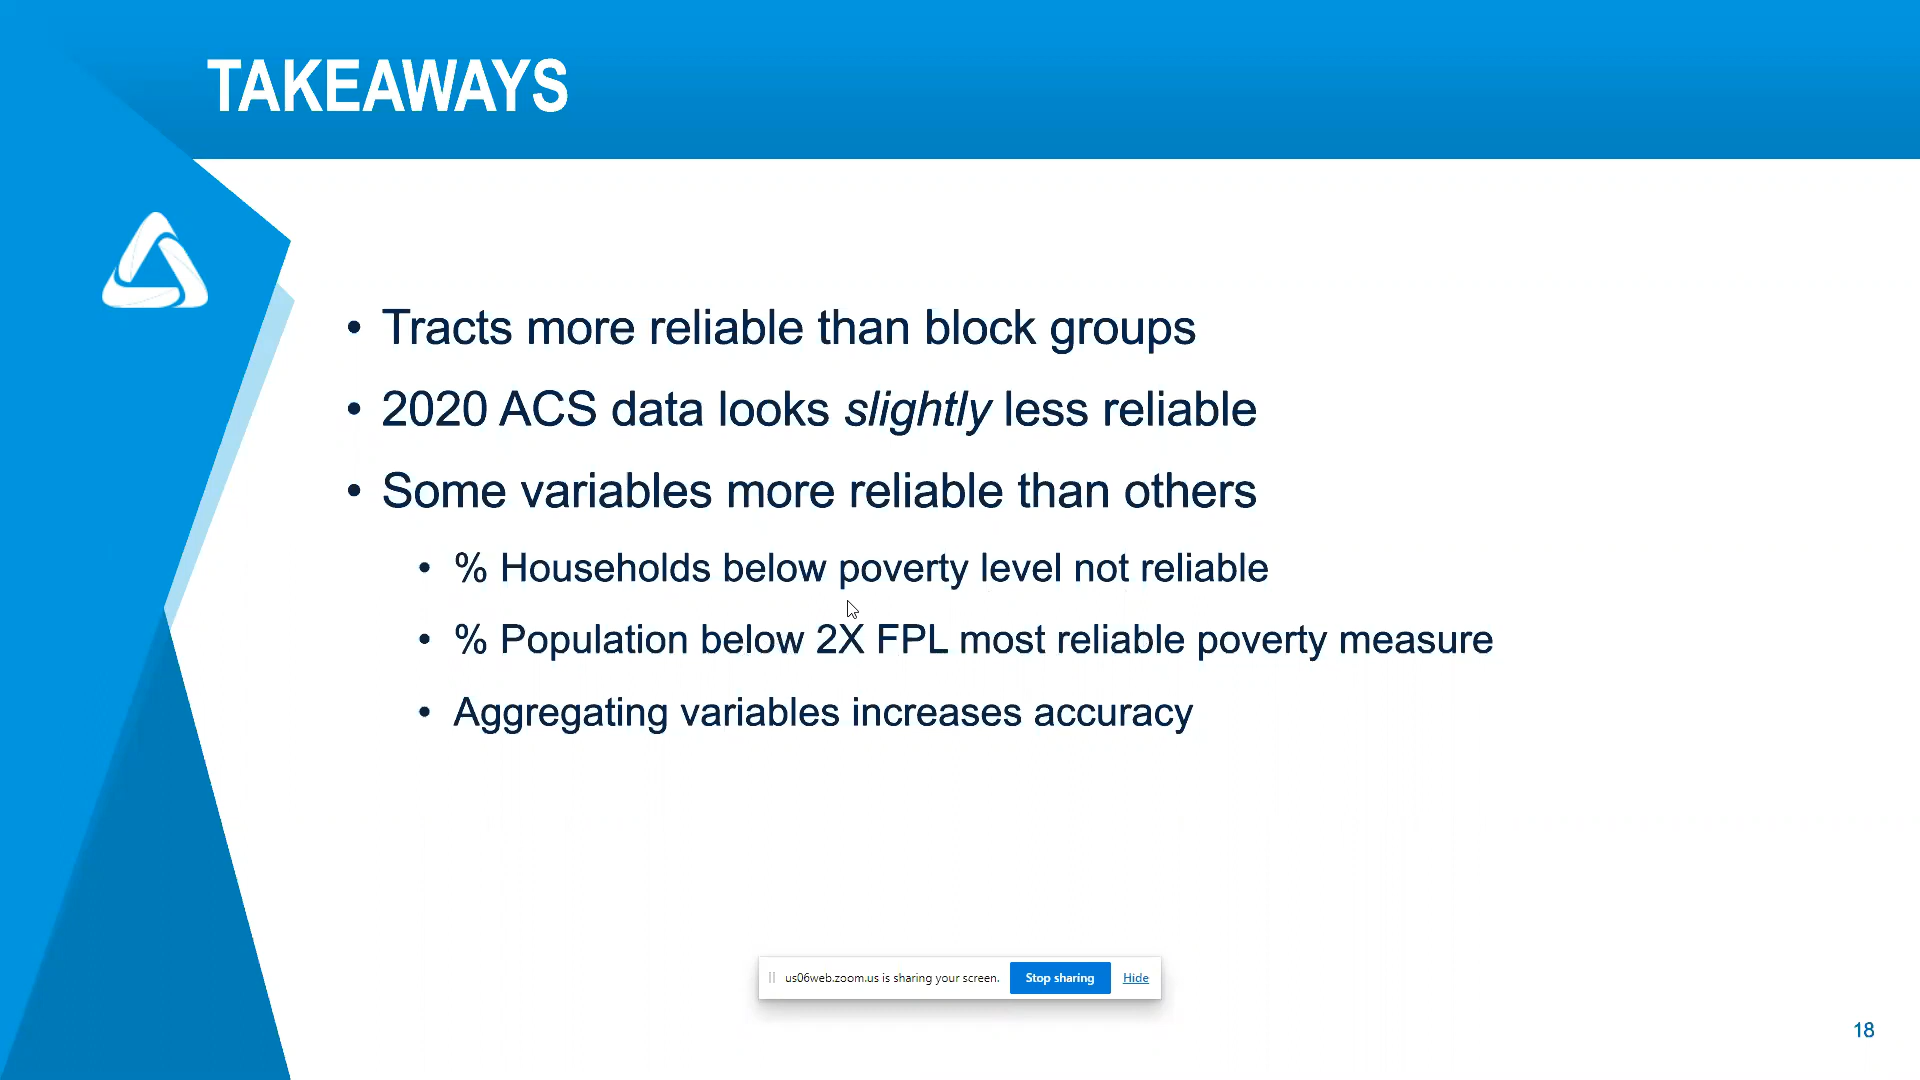 TAKEAWAYS
• Tracts more reliable than block groups
• 2020 ACS data looks slightly less reliable
• Some variables more reliable than others
• % Households below poverty level not reliable
• % Population below 2X FPL most reliable poverty measure
• Aggregating variables increases accuracy
us06web.zoom.us is sharing your screen. Stop sharing Hide
18